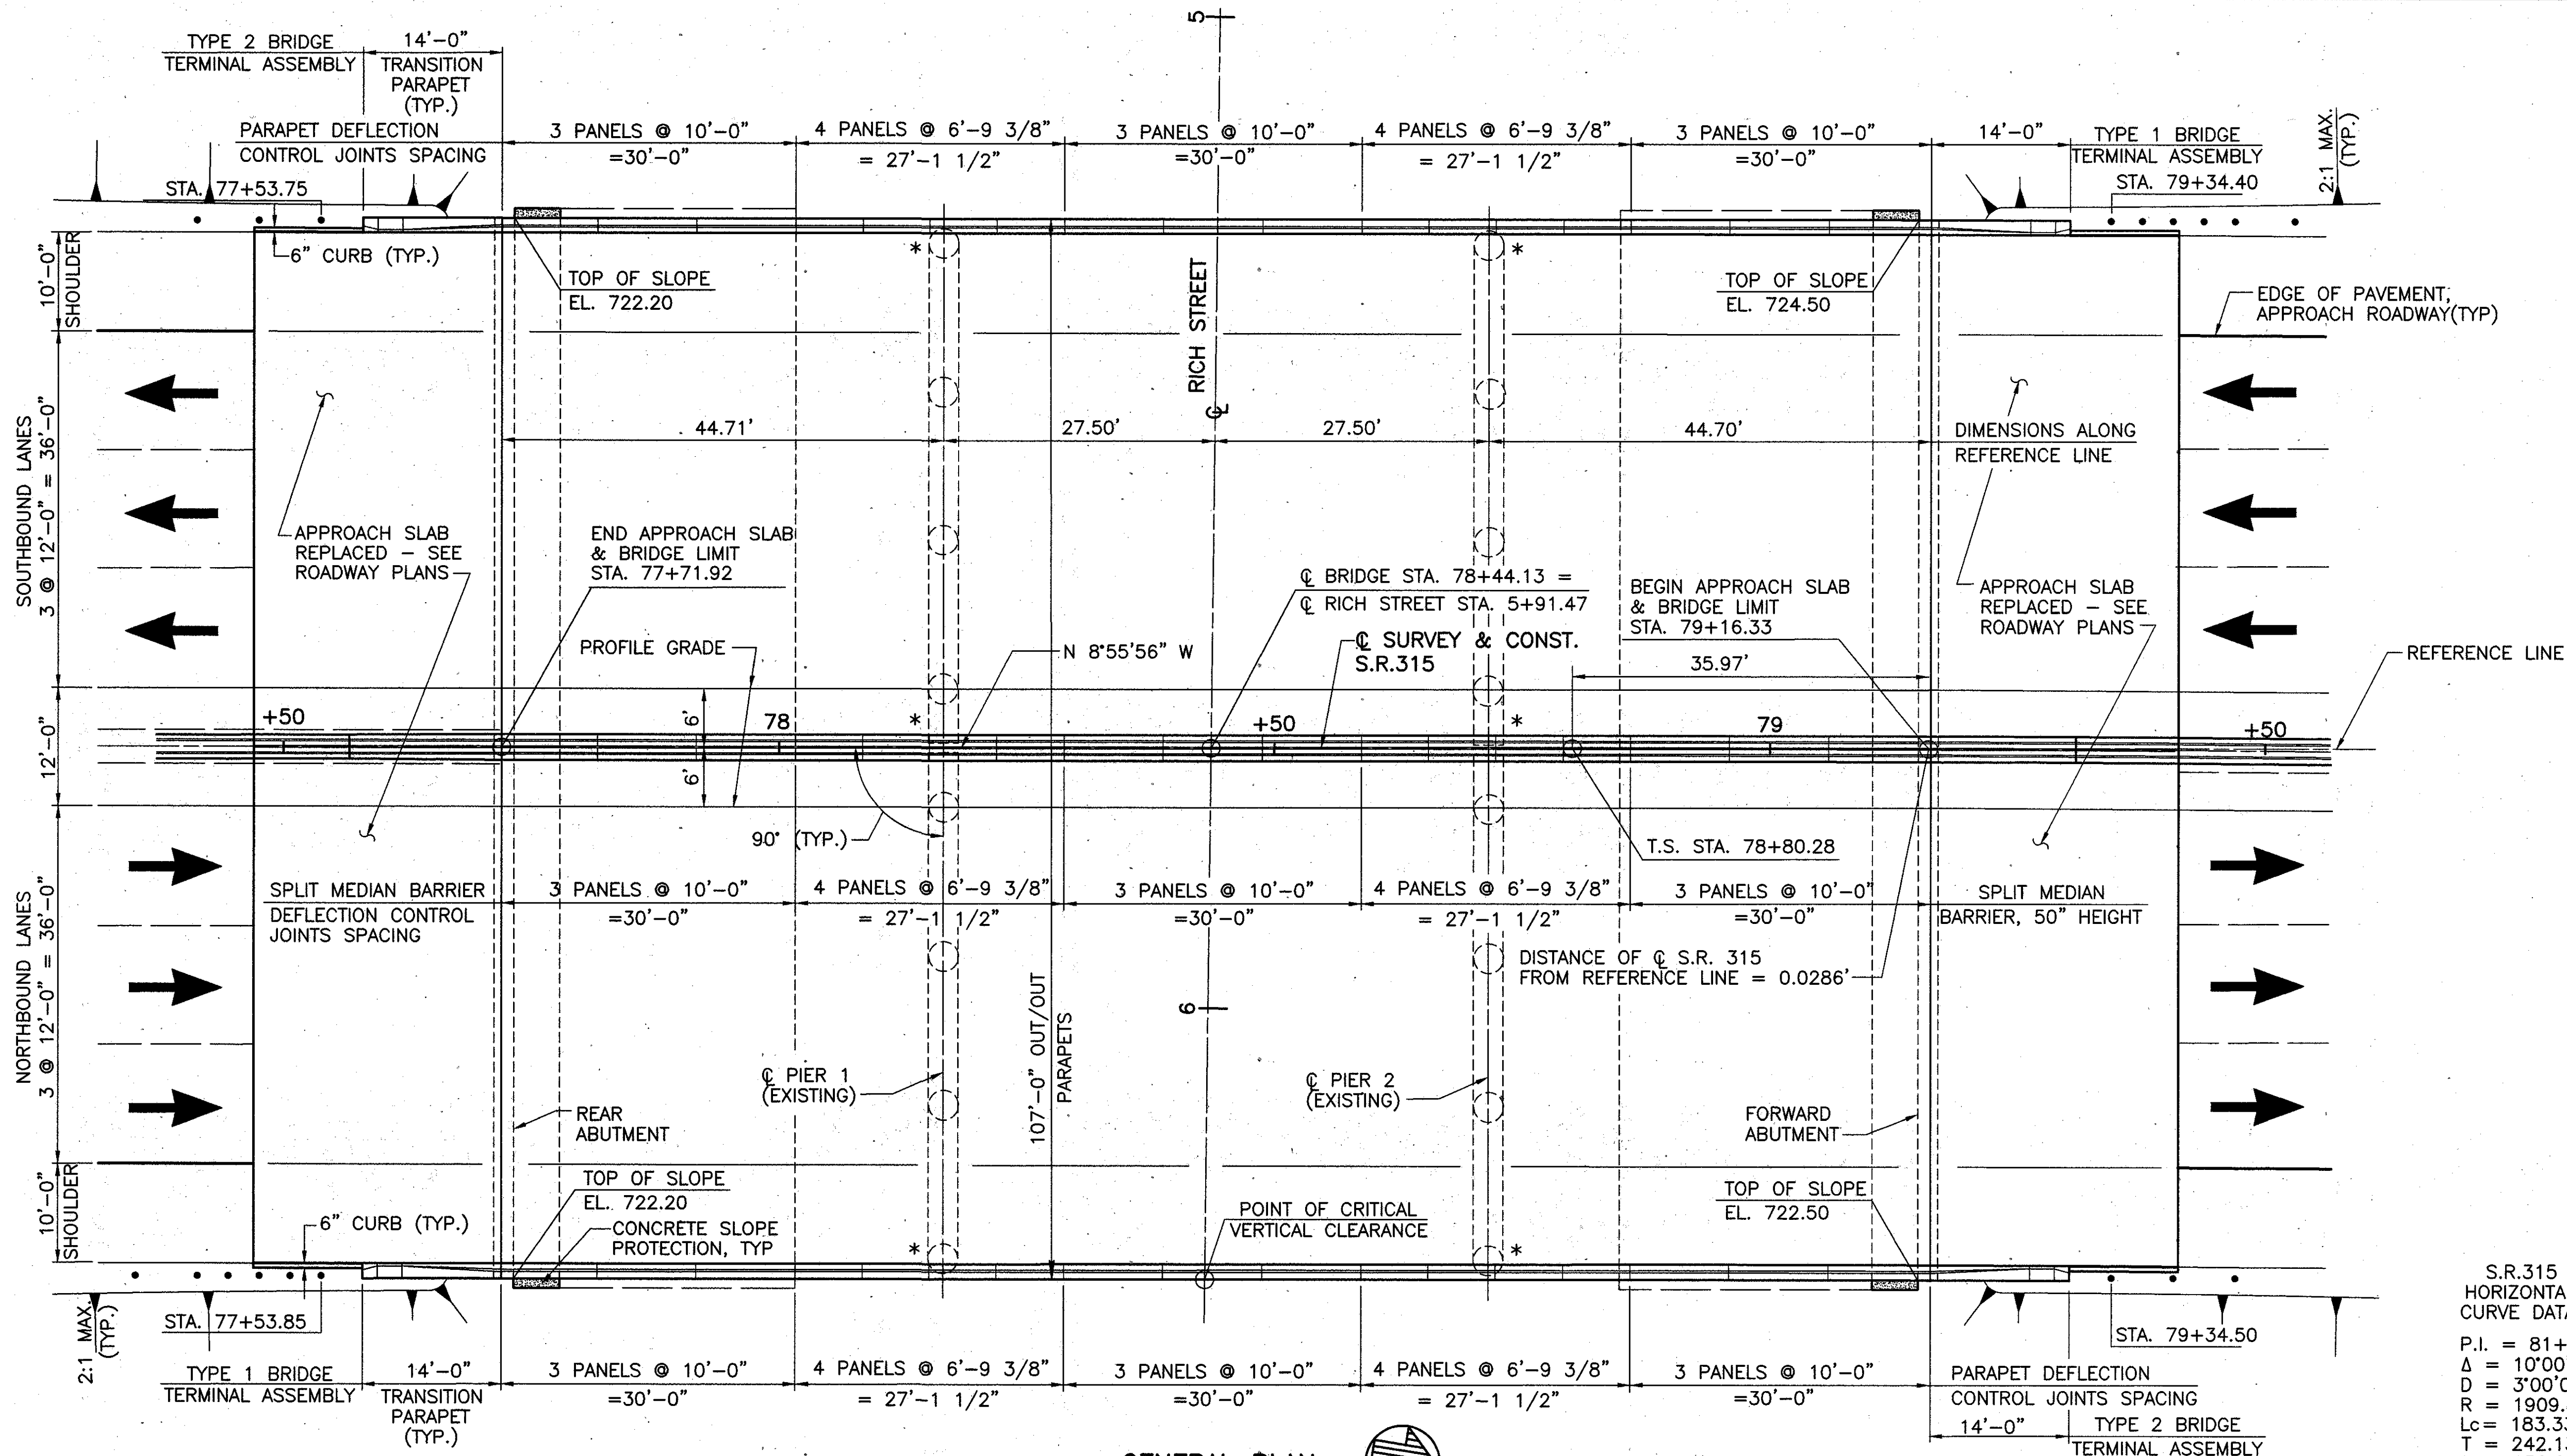 5
TYPE 2 BRIDGE
TERMINAL ASSEMBLY
14'-0"
TRANSITION
PARAPET
(TYP.)
PARAPET DEFLECTION
CONTROL JOINTS SPACING
3 PANELS @ 10'-0"
=30'-0"
4 PANELS @ 6'-9 3/8"
= 27'-1 1/2"
3 PANELS @ 10'-0"
=30'-0"
4 PANELS @ 6'-9 3/8"
= 27'-1 1/2"
3 PANELS @ 10'-0"
=30'-0"
14'-0"
TYPE 1 BRIDGE
TERMINAL ASSEMBLY
2:1 MAX.
(TYP.)
STA. 77+53.75
STA. 79+34.40
6" CURB (TYP.)
10'-0"
SHOULDER
*
*
TOP OF SLOPE
EL. 722.20
RICH STREET
℄
TOP OF SLOPE
EL. 724.50
EDGE OF PAVEMENT,
APPROACH ROADWAY(TYP)
SOUTHBOUND LANES
3 @ 12'-0" = 36'-0"
44.71'
27.50'
27.50'
44.70'
DIMENSIONS ALONG
REFERENCE LINE
APPROACH SLAB
REPLACED - SEE
ROADWAY PLANS
END APPROACH SLAB
& BRIDGE LIMIT
STA. 77+71.92
℄ BRIDGE STA. 78+44.13 =
℄ RICH STREET STA. 5+91.47
BEGIN APPROACH SLAB
& BRIDGE LIMIT
STA. 79+16.33
APPROACH SLAB
REPLACED - SEE
ROADWAY PLANS
PROFILE GRADE
N 8°55'56" W
℄ SURVEY & CONST.
S.R.315
35.97'
REFERENCE LINE
12'-0"
+50
6'
6'
78
*
+50
*
79
+50
90° (TYP.)
T.S. STA. 78+80.28
NORTHBOUND LANES
3 @ 12'-0" = 36'-0"
SPLIT MEDIAN BARRIER
DEFLECTION CONTROL
JOINTS SPACING
3 PANELS @ 10'-0"
=30'-0"
4 PANELS @ 6'-9 3/8"
= 27'-1 1/2"
3 PANELS @ 10'-0"
=30'-0"
4 PANELS @ 6'-9 3/8"
= 27'-1 1/2"
3 PANELS @ 10'-0"
=30'-0"
SPLIT MEDIAN
BARRIER, 50" HEIGHT
DISTANCE OF ℄ S.R. 315
FROM REFERENCE LINE = 0.0286'
107'-0" OUT/OUT
PARAPETS
6
℄ PIER 1
(EXISTING)
℄ PIER 2
(EXISTING)
REAR
ABUTMENT
FORWARD
ABUTMENT
10'-0"
SHOULDER
6" CURB (TYP.)
TOP OF SLOPE
EL. 722.20
CONCRETE SLOPE
PROTECTION, TYP
*
POINT OF CRITICAL
VERTICAL CLEARANCE
*
TOP OF SLOPE
EL. 722.50
2:1 MAX.
(TYP.)
STA. 77+53.85
STA. 79+34.50
TYPE 1 BRIDGE
TERMINAL ASSEMBLY
14'-0"
TRANSITION
PARAPET
(TYP.)
3 PANELS @ 10'-0"
=30'-0"
4 PANELS @ 6'-9 3/8"
= 27'-1 1/2"
3 PANELS @ 10'-0"
=30'-0"
4 PANELS @ 6'-9 3/8"
= 27'-1 1/2"
3 PANELS @ 10'-0"
=30'-0"
PARAPET DEFLECTION
CONTROL JOINTS SPACING
14'-0"
TYPE 2 BRIDGE
TERMINAL ASSEMBLY
S.R.315
HORIZONTA
CURVE DATA
P.I. = 81+
Δ = 10°00
D = 3°00'0
R = 1909.
Lc= 183.33
T = 242.1
GENERAL PLAN